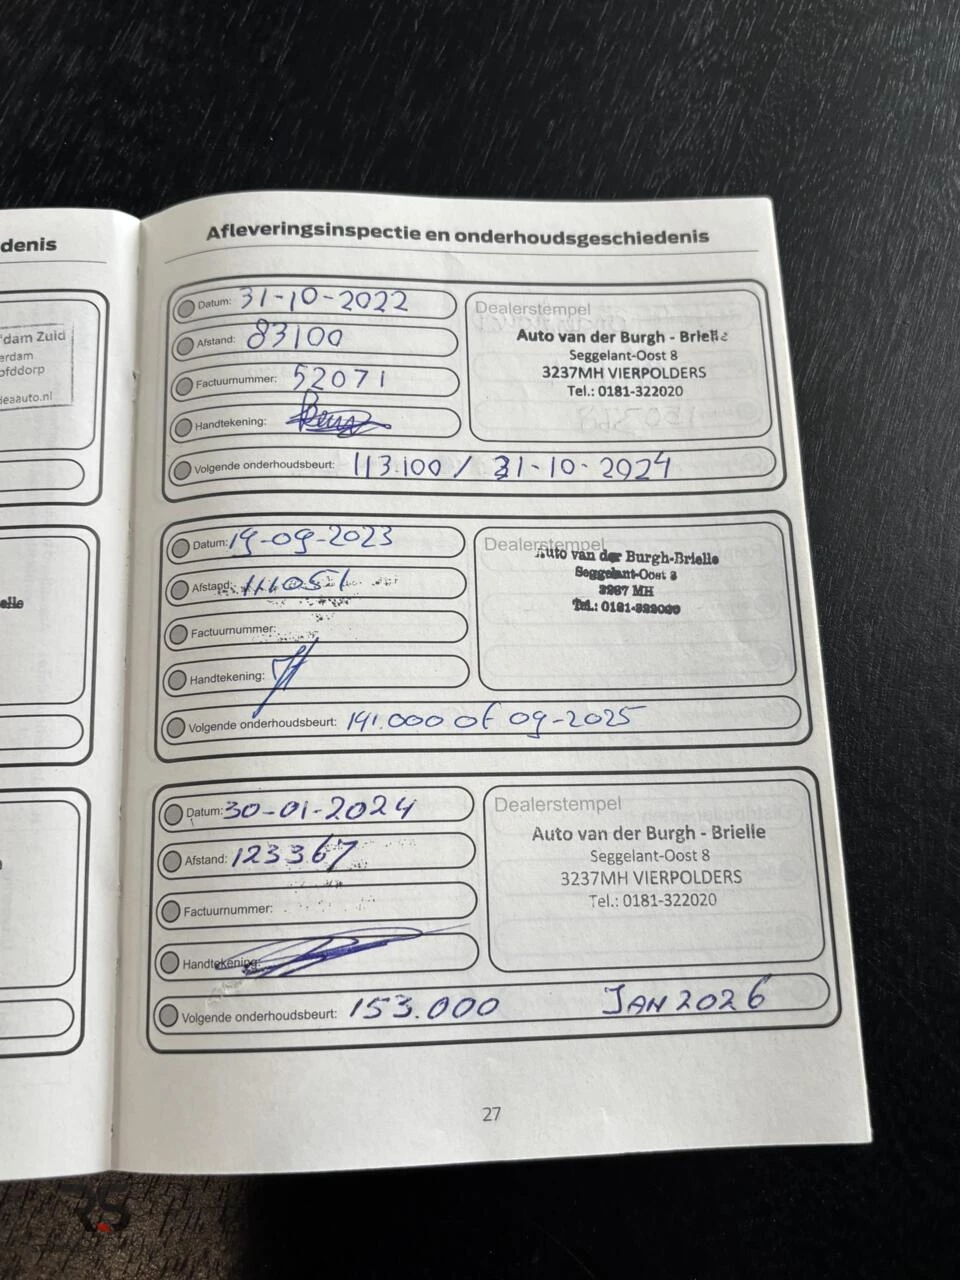 denis
'dam Zuid
erdam
ofddorp
deaauto.nl
elle
Afleveringsinspectie en onderhoudsgeschiedenis
Datum: 31-10-2022
Afstand: 83100
Factuurnummer: 52071
Handtekening:
Dealerstempel
Auto van der Burgh - Brielle
Seggelant-Oost 8
3237MH VIERPOLDERS
Tel.: 0181-322020
Volgende onderhoudsbeurt: 113.100 / 31-10-2024
Datum: 19-09-2023
Afstand: 111051
Factuurnummer:
Handtekening:
Dealerstempel
Auto van der Burgh-Brielle
Seggelant-Oost 8
MH
Tel.: 0181-
Volgende onderhoudsbeurt: 141.000 of 09-2025
Datum: 30-01-2024
Afstand: 123367
Factuurnummer:
Handtekening:
Dealerstempel
Auto van der Burgh - Brielle
Seggelant-Oost 8
3237MH VIERPOLDERS
Tel.: 0181-322020
Volgende onderhoudsbeurt: 153.000 JAN 2026
27
RS